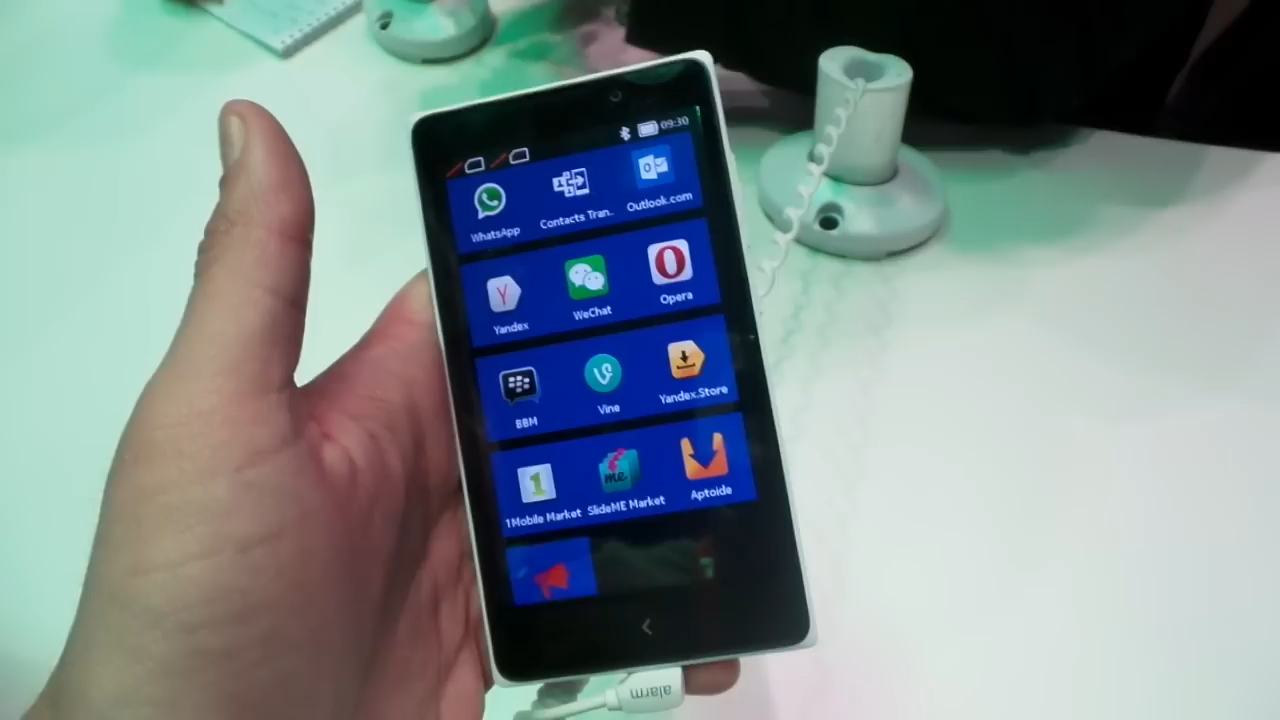 09:30
WhatsApp
Contacts Tran..
Outlook.com
Yandex
WeChat
Opera
BBM
Vine
Yandex.Store
1Mobile Market
SlideME Market
Aptoide
alarm